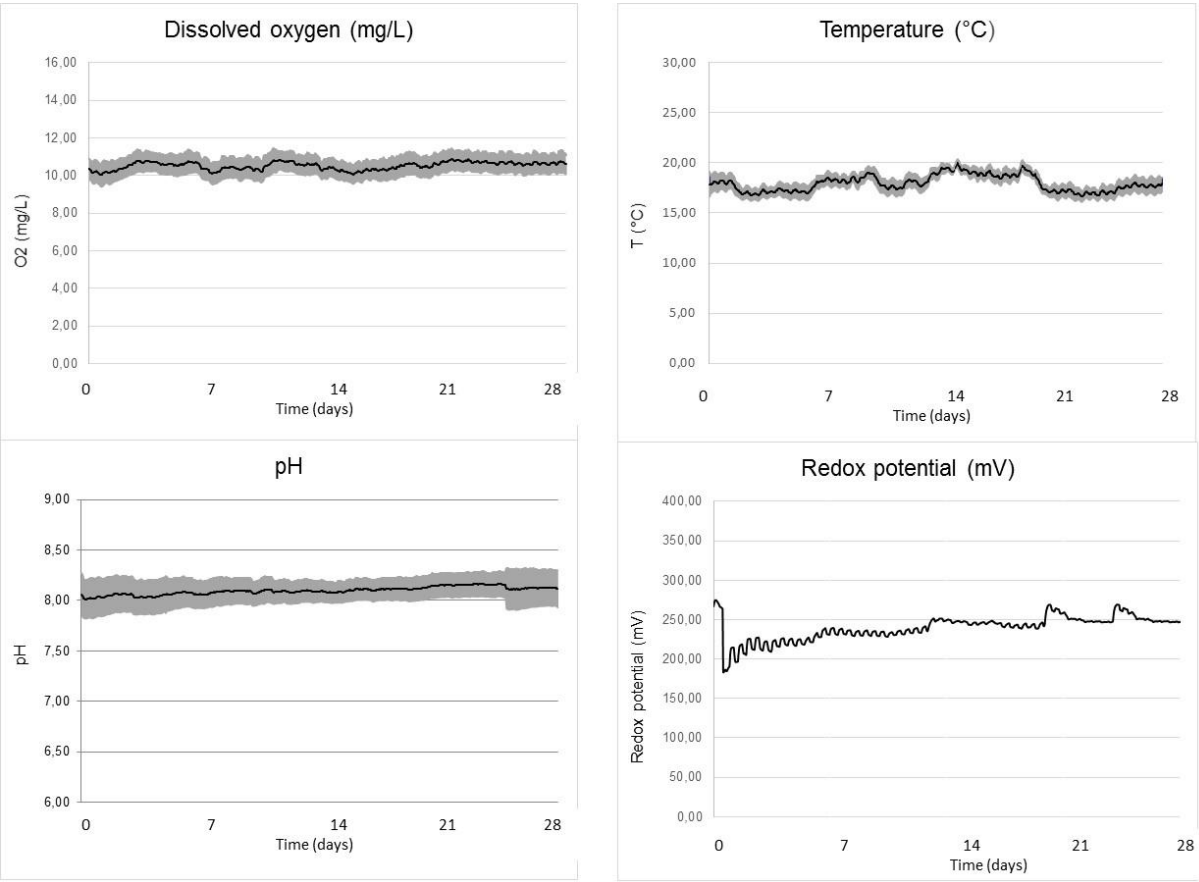 Dissolved oxygen (mg/L)
16,00
14,00
12,00
10,00
8,00
6,00
4,00
2,00
0,00
O2 (mg/L)
0 7 14 21 28
Time (days)
Temperature (°C)
30,00
25,00
20,00
15,00
10,00
5,00
0,00
T (°C)
0 7 14 21 28
Time (days)
pH
9,00
8,50
8,00
7,50
7,00
6,50
6,00
pH
0 7 14 21 28
Time (days)
Redox potential (mV)
400,00
350,00
300,00
250,00
200,00
150,00
100,00
50,00
0,00
Redox potential (mV)
0 7 14 21 28
Time (days)